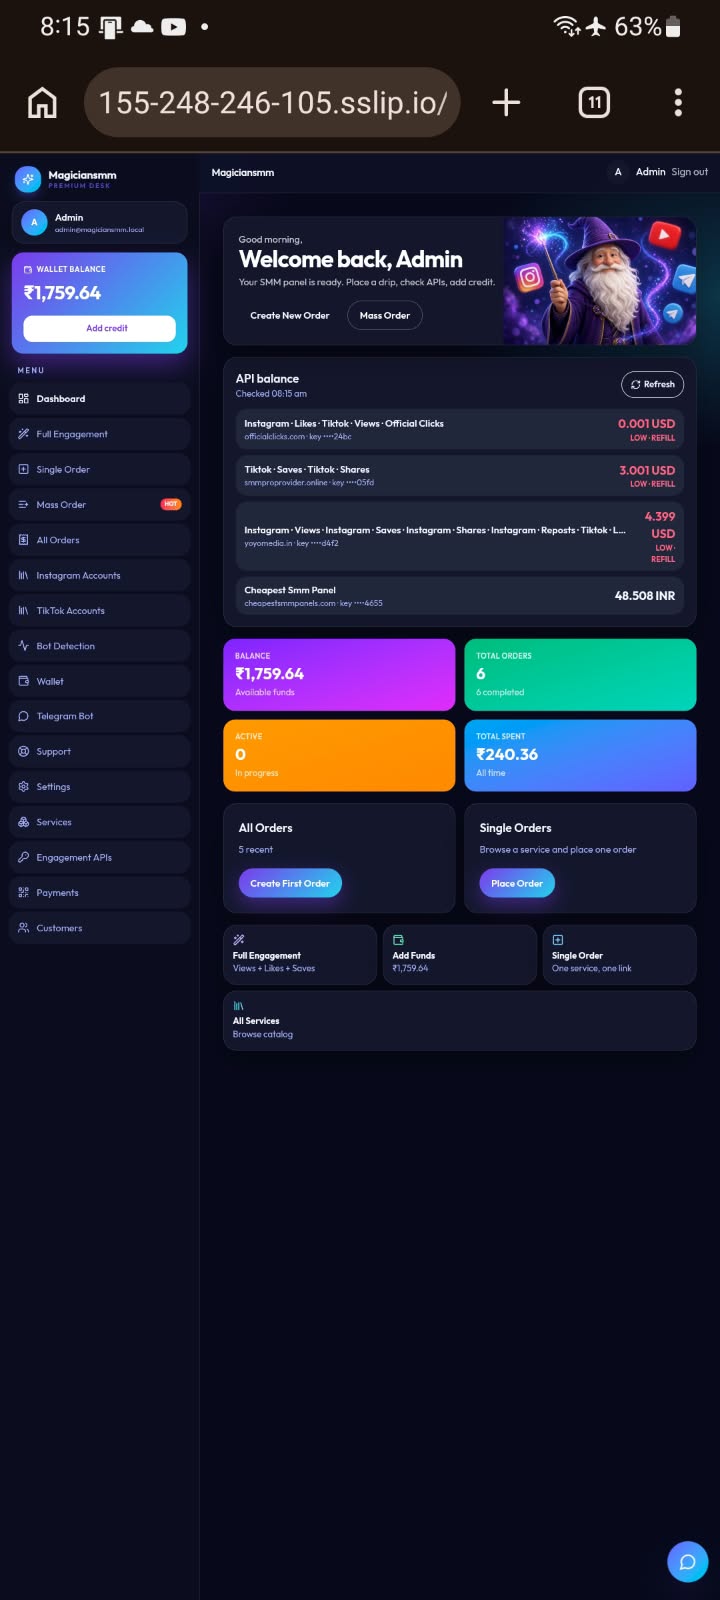 8:15
63%
155-248-246-105.sslip.io/
11
Magiciansmm
PREMIUM DESK
Magiciansmm
A
Admin
Sign out
A
Admin
admin@magiciansmm.local
WALLET BALANCE
₹1,759.64
Add credit
MENU
Dashboard
Full Engagement
Single Order
Mass Order
HOT
All Orders
Instagram Accounts
TikTok Accounts
Bot Detection
Wallet
Telegram Bot
Support
Settings
Services
Engagement APIs
Payments
Customers
Good morning,
Welcome back, Admin
Your SMM panel is ready. Place a drip, check APIs, add credit.
Create New Order
Mass Order
API balance
Checked 08:15 am
Refresh
Instagram · Likes · Tiktok · Views · Official Clicks
officialclicks.com · key ••••24bc
0.001 USD
LOW · REFILL
Tiktok · Saves · Tiktok · Shares
smmproprovider.online · key ••••05fd
3.001 USD
LOW · REFILL
Instagram · Views · Instagram · Saves · Instagram · Shares · Instagram · Reposts · Tiktok · L...
yoyomedia.in · key ••••d4f2
4.399
USD
LOW ·
REFILL
Cheapest Smm Panel
cheapestsmmpanels.com · key ••••4655
48.508 INR
BALANCE
₹1,759.64
Available funds
TOTAL ORDERS
6
6 completed
ACTIVE
0
In progress
TOTAL SPENT
₹240.36
All time
All Orders
5 recent
Create First Order
Single Orders
Browse a service and place one order
Place Order
Full Engagement
Views + Likes + Saves
Add Funds
₹1,759.64
Single Order
One service, one link
All Services
Browse catalog